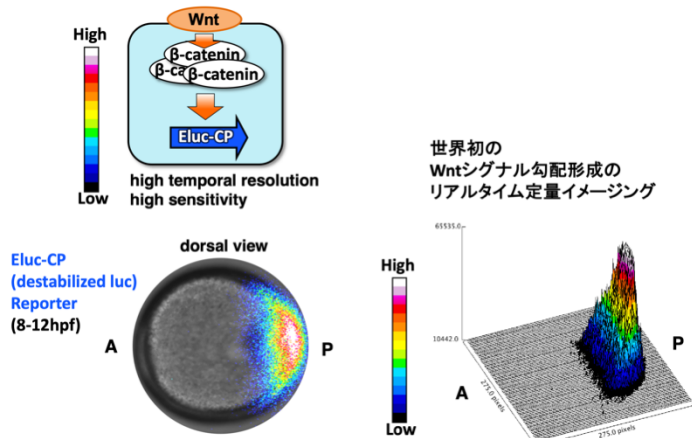 High
Low
Wnt
β-catenin
β-ca
β-catenin
Eluc-CP
high temporal resolution
high sensitivity
世界初の
Wntシグナル勾配形成の
リアルタイム定量イメージング
Eluc-CP
(destabilized luc)
Reporter
(8-12hpf)
dorsal view
A
P
High
Low
65535.0
10442.0
P
A
275.0 pixels
275.0 pixels